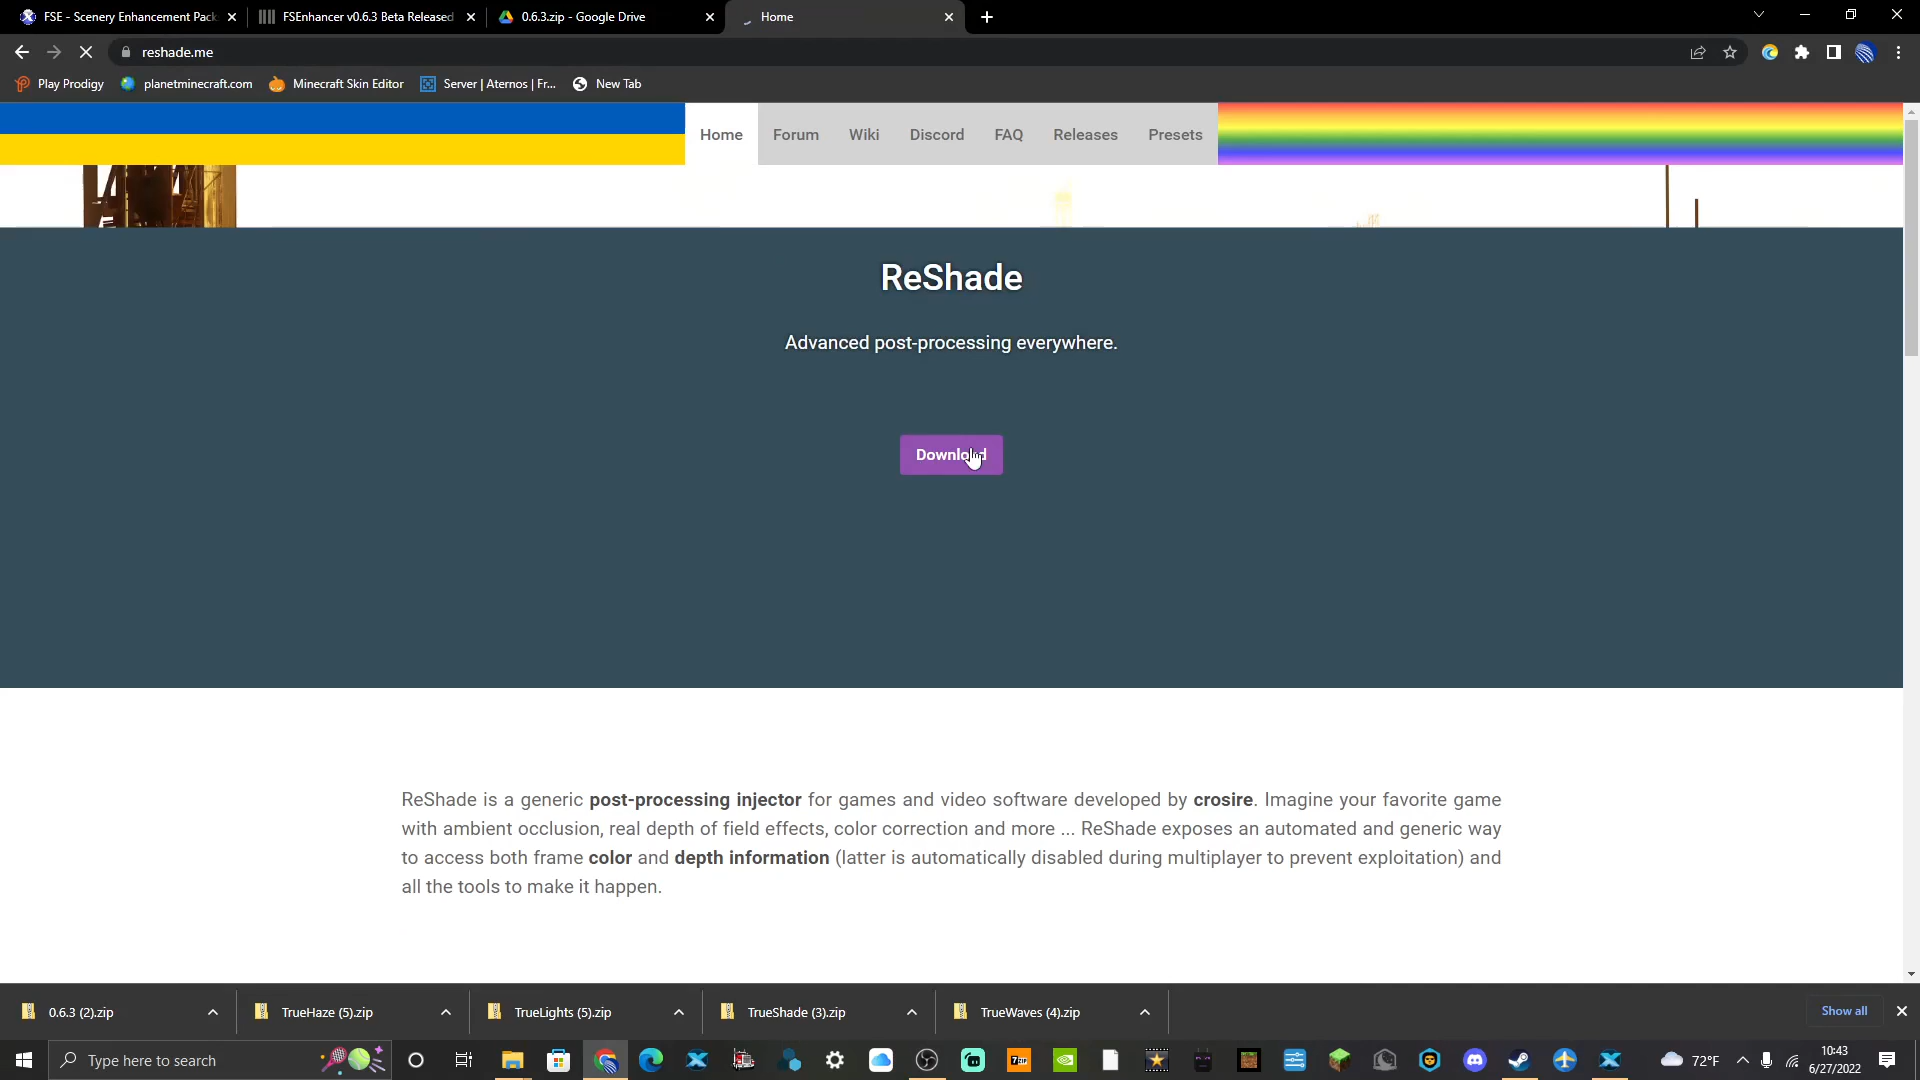 FSE - Scenery Enhancement Pack
FSEnhancer v0.6.3 Beta Released
0.6.3.zip - Google Drive
Home
reshade.me
Play Prodigy
planetminecraft.com
Minecraft Skin Editor
Server | Aternos | Fr...
New Tab
Home Forum Wiki Discord FAQ Releases Presets
ReShade
Advanced post-processing everywhere.
Download
ReShade is a generic post-processing injector for games and video software developed by crosire. Imagine your favorite game
with ambient occlusion, real depth of field effects, color correction and more ... ReShade exposes an automated and generic way
to access both frame color and depth information (latter is automatically disabled during multiplayer to prevent exploitation) and
all the tools to make it happen.
0.6.3 (2).zip
TrueHaze (5).zip
TrueLights (5).zip
TrueShade (3).zip
TrueWaves (4).zip
Show all
Type here to search
7ZIP
72°F
10:43
6/27/2022